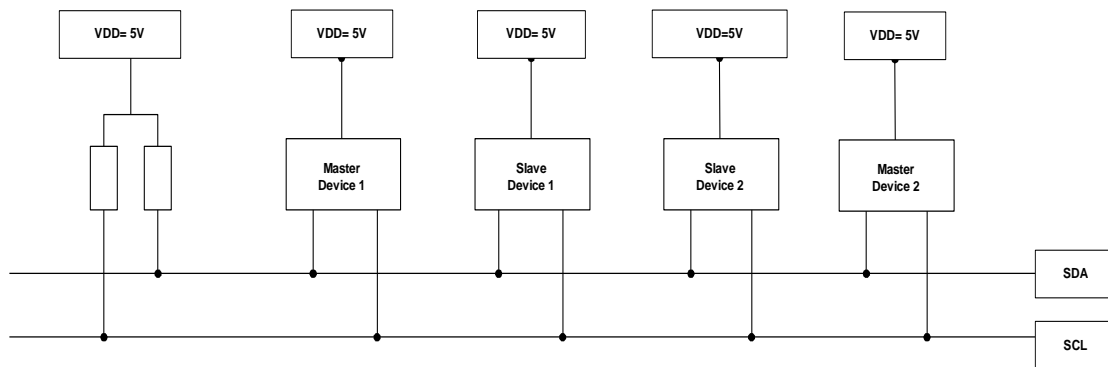 VDD= 5V
VDD= 5V
VDD= 5V
VDD=5V
VDD= 5V
Master
Device 1
Slave
Device 1
Slave
Device 2
Master
Device 2
SDA
SCL